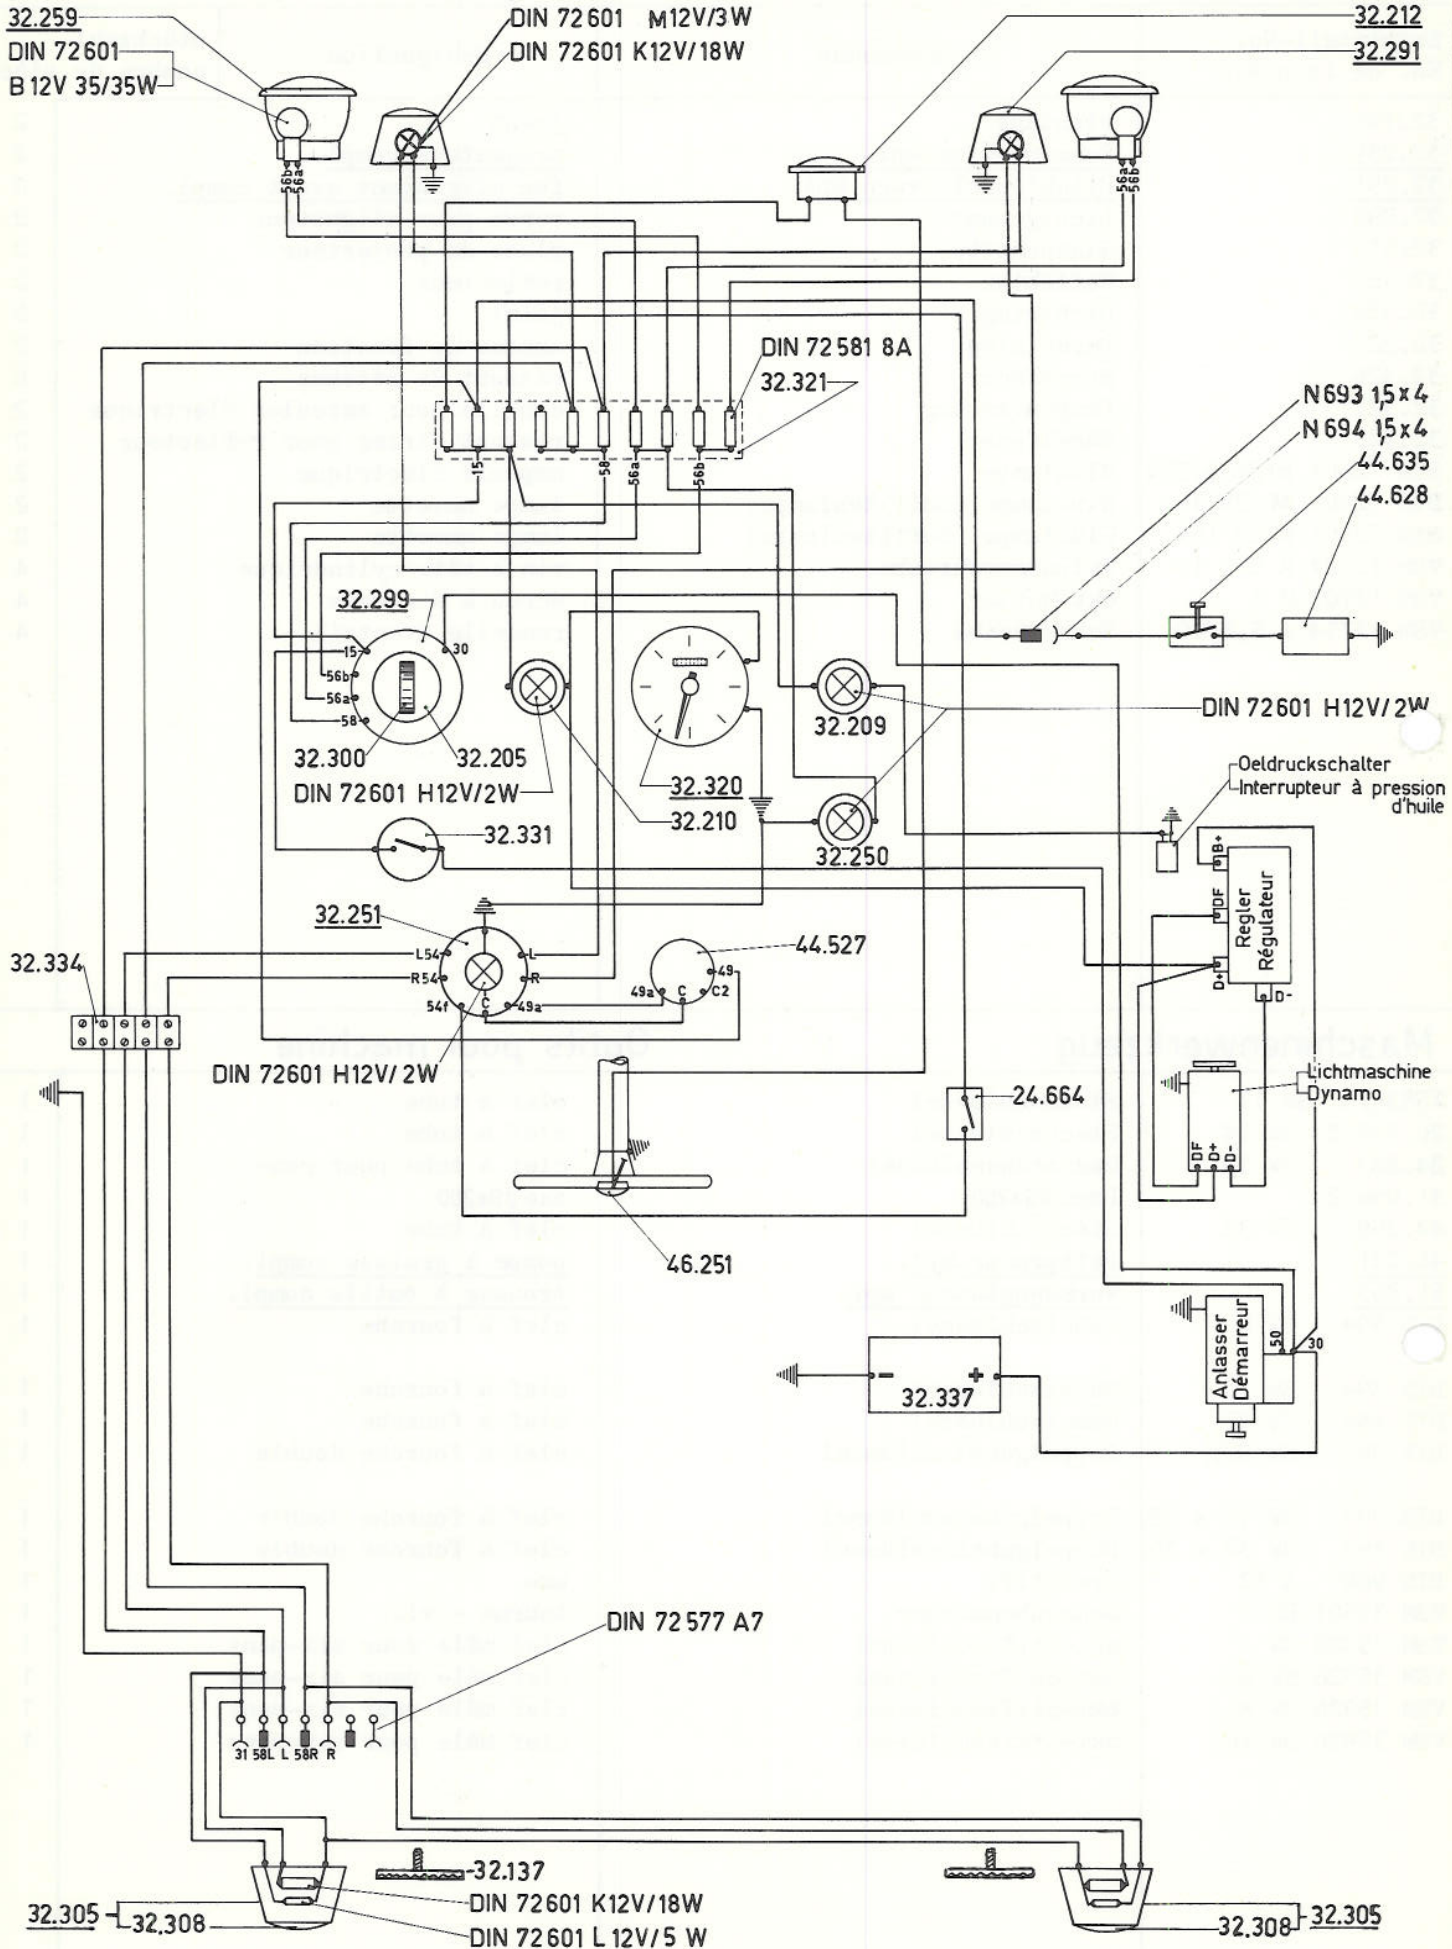 32.259
DIN 72601
B 12V 35/35W
DIN 72601 M12V/3W
DIN 72601 K12V/18W
32.212
32.291
56b
56a
56a
56b
DIN 72581 8A
32.321
15
58
56a
56b
N693 1,5x4
N694 1,5x4
44.635
44.628
32.299
15
30
56b
56a
58
32.300
32.205
DIN 72601 H12V/2W
32.320
32.210
32.209
DIN 72601 H12V/2W
32.250
Oeldruckschalter
Interrupteur à pression
d'huile
32.331
B+
DF
D+
D-
Regler
Régulateur
32.251
L54
L
R54
R
54f
C
49a
44.527
49
49a
C
C2
32.334
DIN 72601 H12V/2W
24.664
Lichtmaschine
Dynamo
DF
D+
D-
46.251
Anlasser
Démarreur
50
30
-
+
32.337
DIN 72577 A7
31
58L
L
58R
R
32.137
DIN 72601 K12V/18W
DIN 72601 L12V/5 W
32.305
32.308
32.308
32.305